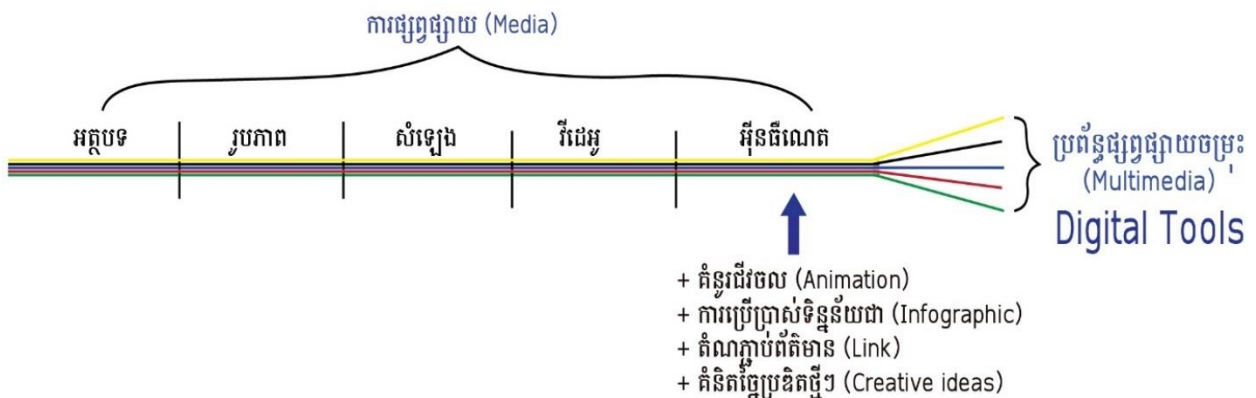 ការផ្សព្វផ្សាយ (Media)
អត្ថបទ
រូបភាព
សំឡេង
វីដេអូ
អ៊ីនធឺណេត
ប្រព័ន្ធផ្សព្វផ្សាយចម្រុះ
(Multimedia)
Digital Tools
+ គំនូរជីវចល (Animation)
+ ការប្រើប្រាស់ទិន្នន័យជា (Infographic)
+ តំណភ្ជាប់ព័ត៌មាន (Link)
+ គំនិតច្នៃប្រឌិតថ្មីៗ (Creative ideas)